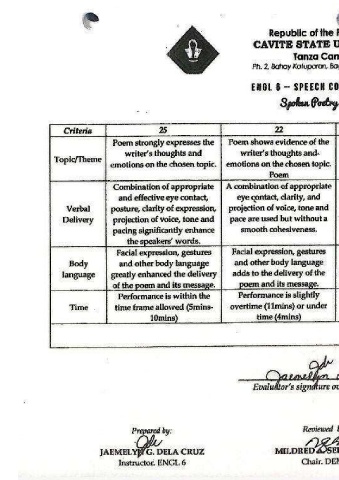 Republic of the
CAVITE STATE U
Tanza Cam
Ph. 2, Bahay Katuparan, Ba
ENGL 6 – SPEECH CO
Spoken Poetry
Criteria
25
22
Topic/Theme
Poem strongly expresses the
writer's thoughts and
emotions on the chosen topic.
Poem shows evidence of the
writer's thoughts and-
emotions on the chosen topic.
Poem
Verbal
Delivery
Combination of appropriate
and effective eye contact,
posture, clarity of expression,
projection of voice, tone and
pacing significantly enhance
the speakers' words.
A combination of appropriate
eye contact, clarity, and
projection of voice, tone and
pace are used but without a
smooth cohesiveness.
Body
language
Facial expression, gestures
and other body language
greatly enhanced the delivery
of the poem and its message.
Facial expression, gestures
and other body language
adds to the delivery of the
poem and its message.
Time
Performance is within the
time frame allowed (5mins-
10mins)
Performance is slightly
overtime (11mins) or under
time (4mins)
Evaluator's signature ov
Prepared by:
JAEMELYN G. DELA CRUZ
Instructor. ENGL 6
Reviewed
MILDRED
Chair. DE